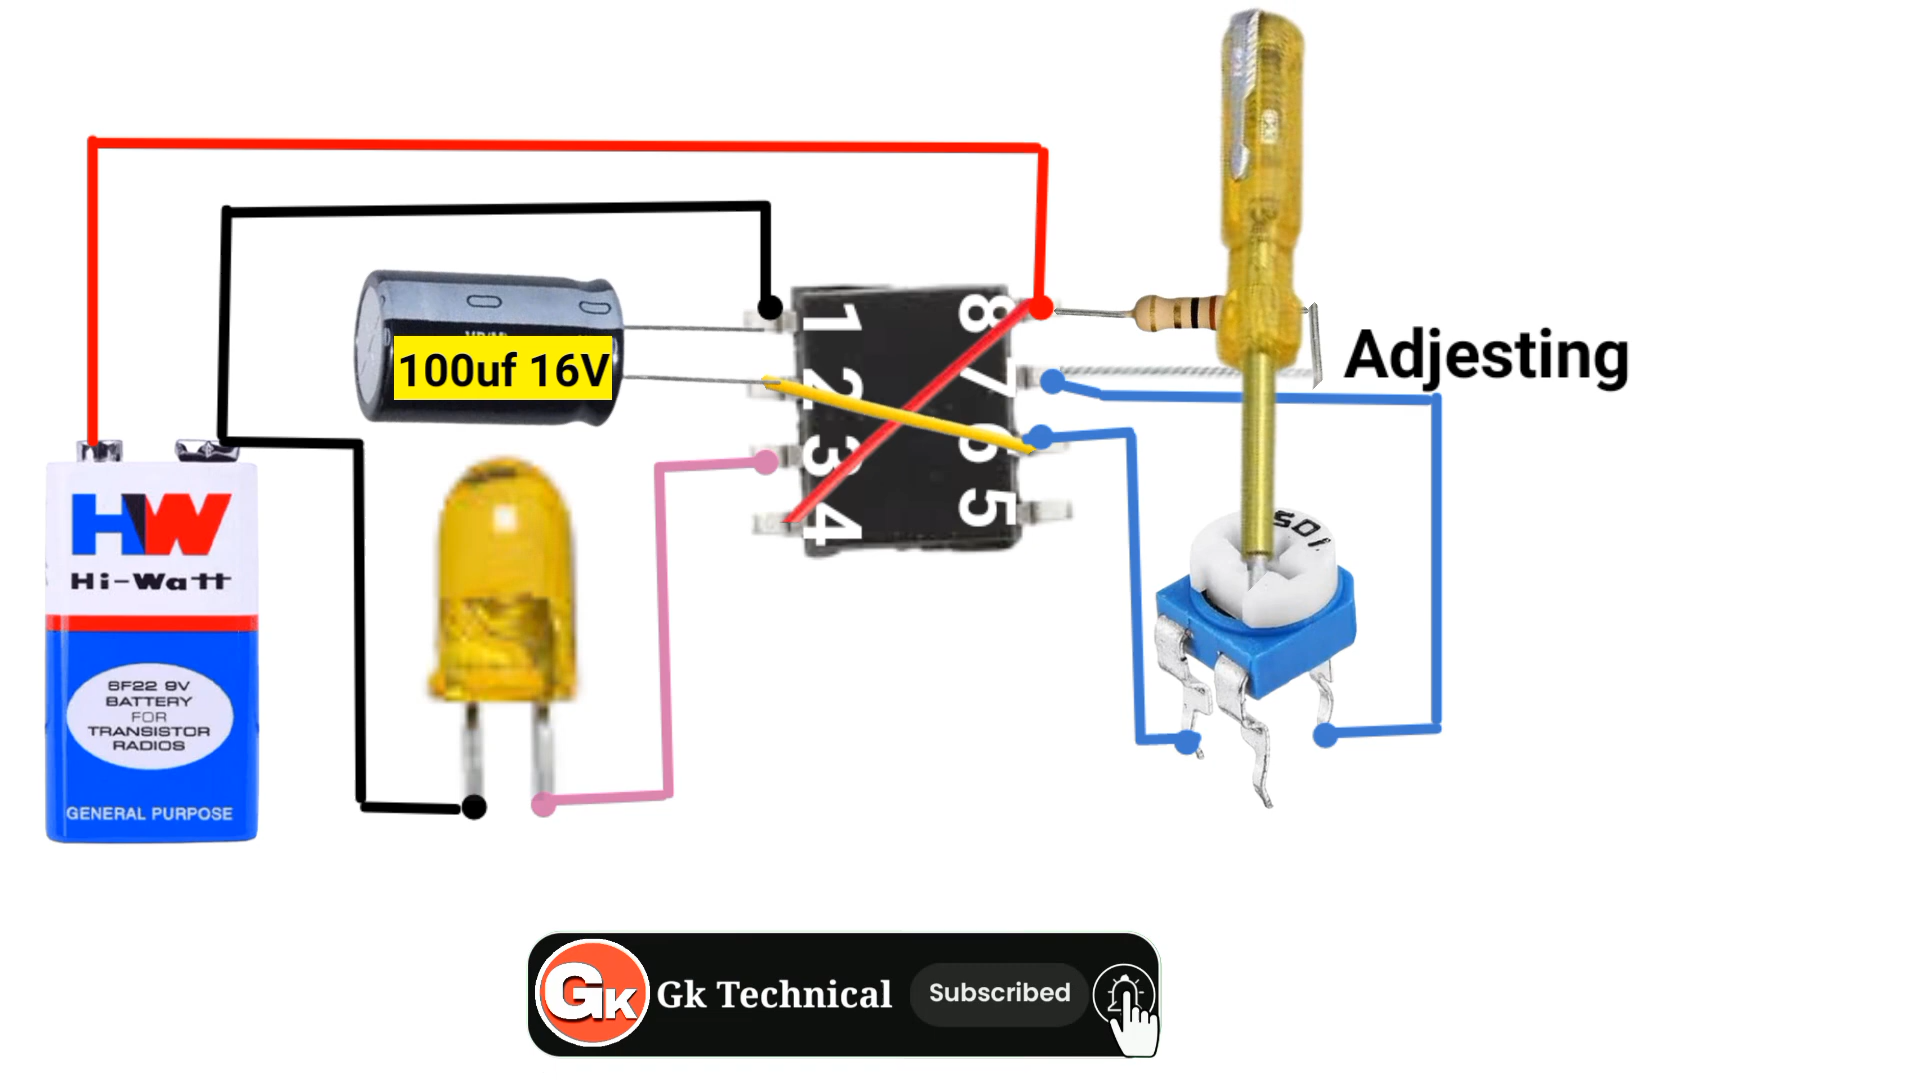 100uf 16V
1
2
3
4
8
7
6
5
Adjesting
HW
Hi-Watt
6F22 9V
BATTERY
FOR
TRANSISTOR
RADIOS
GENERAL PURPOSE
501
GK
Gk Technical
Subscribed